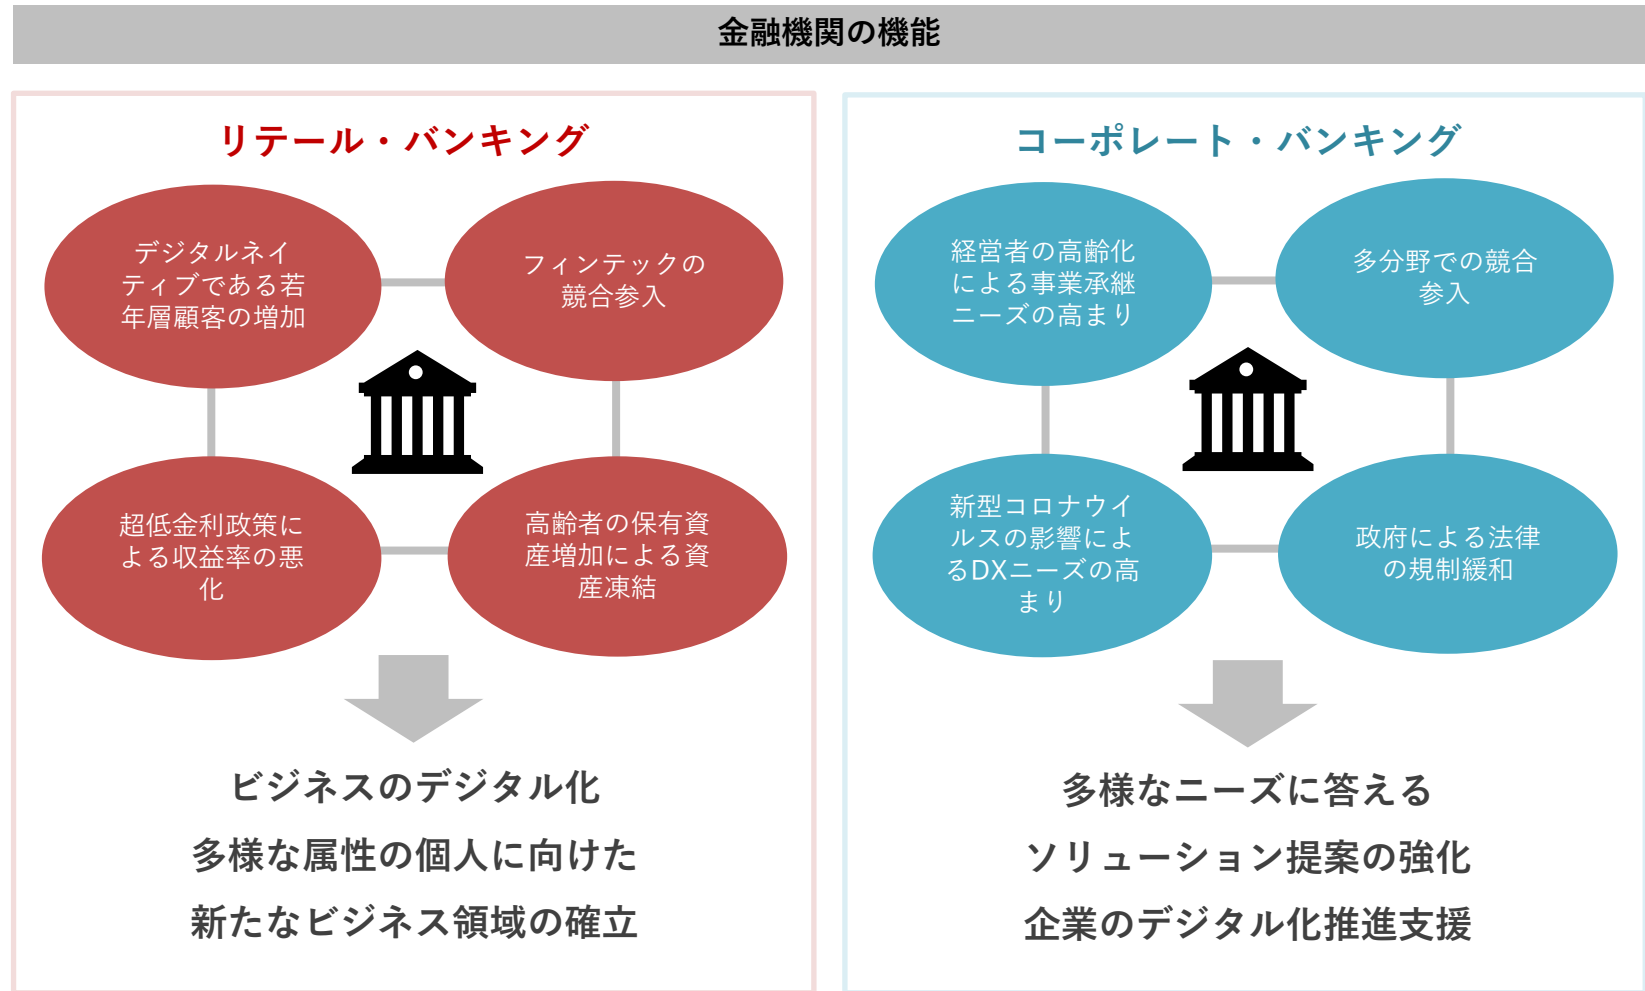 金融機関の機能
リテール・バンキング
デジタルネイ
ティブである若
年層顧客の増加
フィンテックの
競合参入
超低金利政策に
よる収益率の悪
化
高齢者の保有資
産増加による資
産凍結
ビジネスのデジタル化
多様な属性の個人に向けた
新たなビジネス領域の確立
コーポレート・バンキング
経営者の高齢化
による事業承継
ニーズの高まり
多分野での競合
参入
新型コロナウイ
ルスの影響によ
るDXニーズの高
まり
政府による法律
の規制緩和
多様なニーズに答える
ソリューション提案の強化
企業のデジタル化推進支援